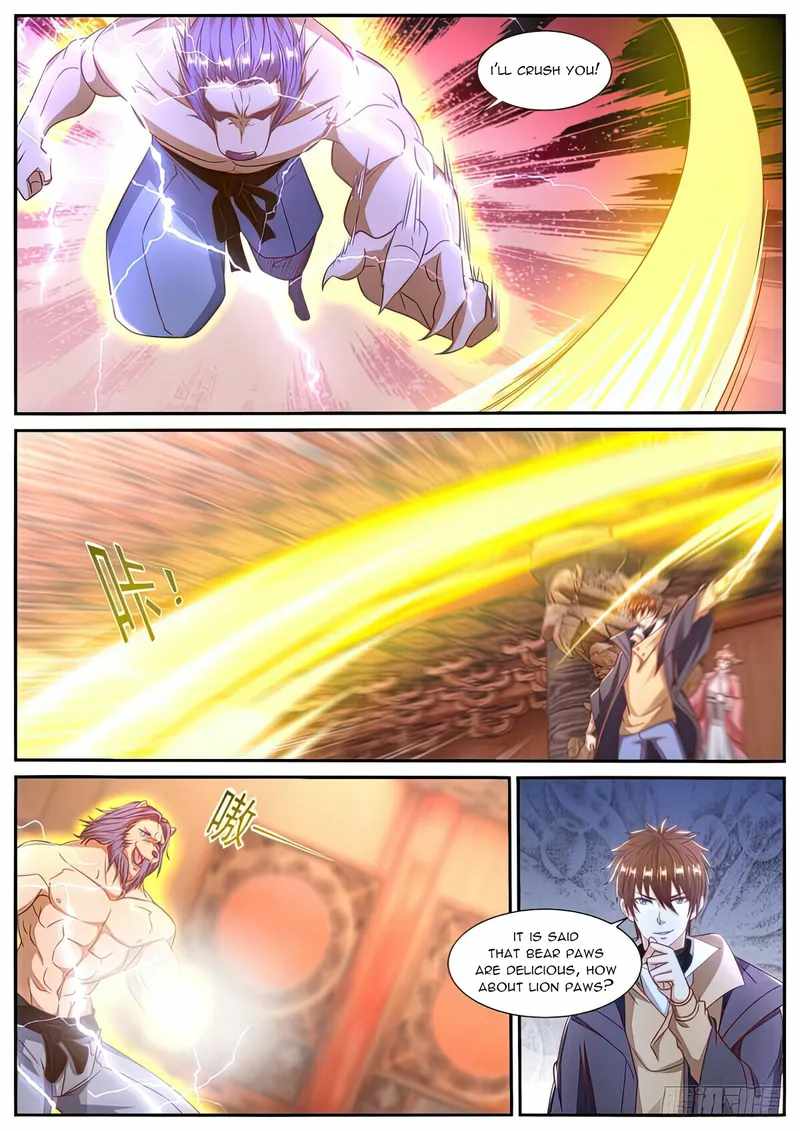 I'LL CRUSH YOU!
咔！
嗷—
IT IS SAID
THAT BEAR PAWS
ARE DELICIOUS, HOW
ABOUT LION PAWS?